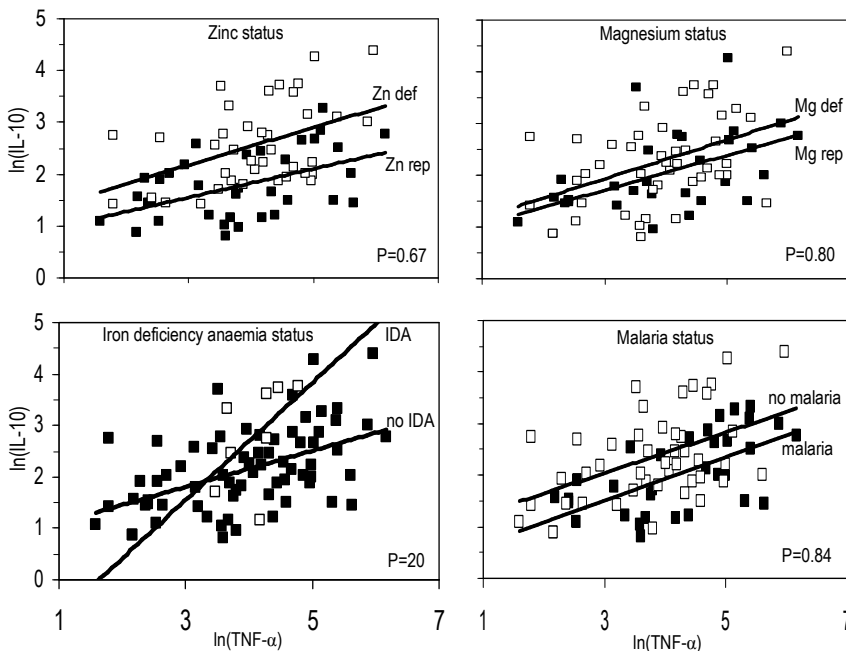 Zinc status
5
4
3
2
1
0
ln(IL-10)
Zn def
Zn rep
P=0.67
Magnesium status
Mg def
Mg rep
P=0.80
Iron deficiency anaemia status
IDA
5
4
3
2
1
0
ln(IL-10)
no IDA
P=20
1 3 5 7
ln(TNF-α)
Malaria status
no malaria
malaria
P=0.84
1 3 5 7
ln(TNF-α)